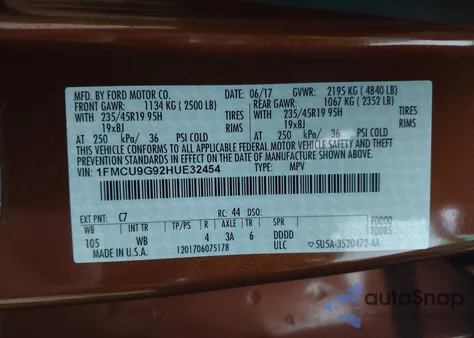 MFD. BY FORD MOTOR CO. 06/17 GVWR: 2195 KG (4840 LB)
FRONT GAWR: 1134 KG (2500 LB) REAR GAWR: 1067 KG (2352 LB)
WITH 235/45R19 95H TIRES WITH 235/45R19 95H TIRES
19x8J RIMS 19x8J RIMS
AT 250 kPa/ 36 PSI COLD AT 250 kPa/ 36 PSI COLD
THIS VEHICLE CONFORMS TO ALL APPLICABLE FEDERAL MOTOR VEHICLE SAFETY AND THEFT
PREVENTION STANDARDS IN EFFECT ON THE DATE OF MANUFACTURE SHOWN ABOVE.
VIN: 1FMCU9G92HUE32454 TYPE: MPV
EXT PNT: C7 RC: 44 DSO:
WB INT TR TP/PS R AXLE TR SPR
105 WB 4 3A 6 DDDD
MADE IN U.S.A. 1201706075178 ULC 5U5A-3520472-AA
autoSnap